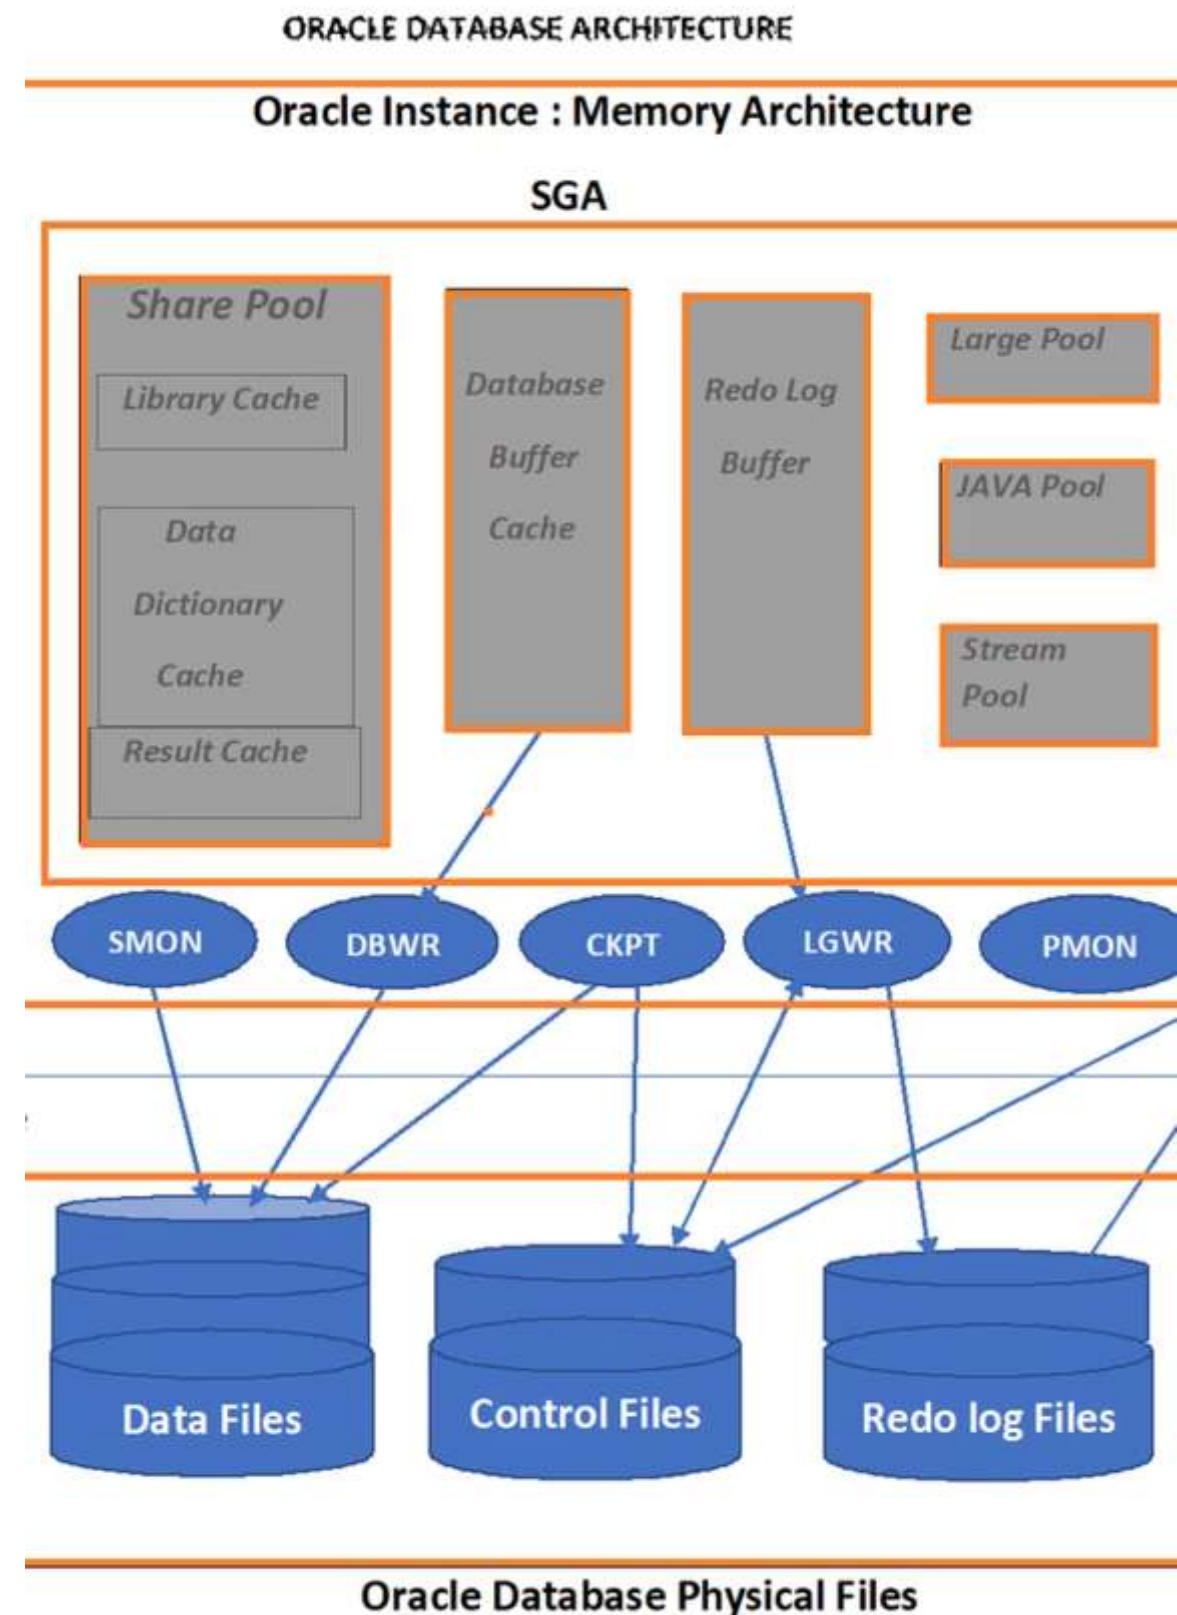 ORACLE DATABASE ARCHITECTURE
Oracle Instance : Memory Architecture
SGA
Share Pool
Library Cache
Data
Dictionary
Cache
Result Cache
Database
Buffer
Cache
Redo Log
Buffer
Large Pool
JAVA Pool
Stream
Pool
SMON
DBWR
CKPT
LGWR
PMON
Data Files
Control Files
Redo log Files
Oracle Database Physical Files